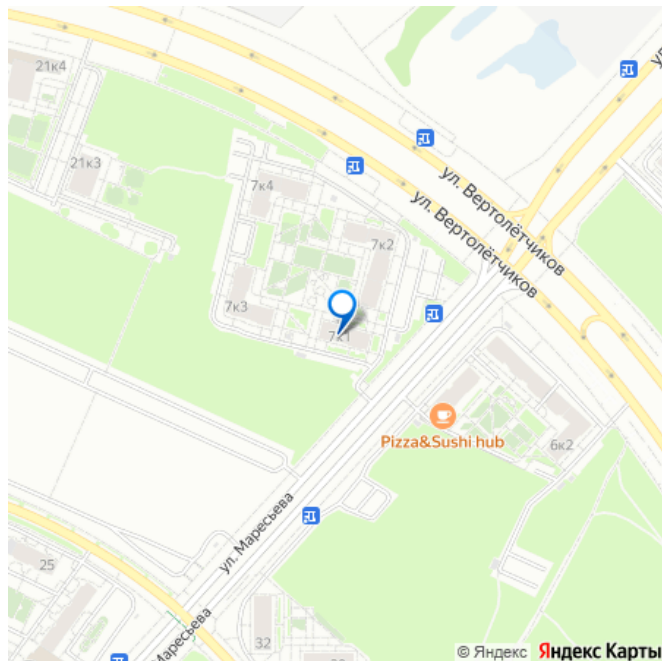 21к4
21к3
7к4
7к2
7к3
ул. Вертолётчиков
ул. Вертолётчиков
Pizza&Sushi hub
6к2
ул. Маресьева
25
32
Маресьева
© Яндекс Яндекс Карты